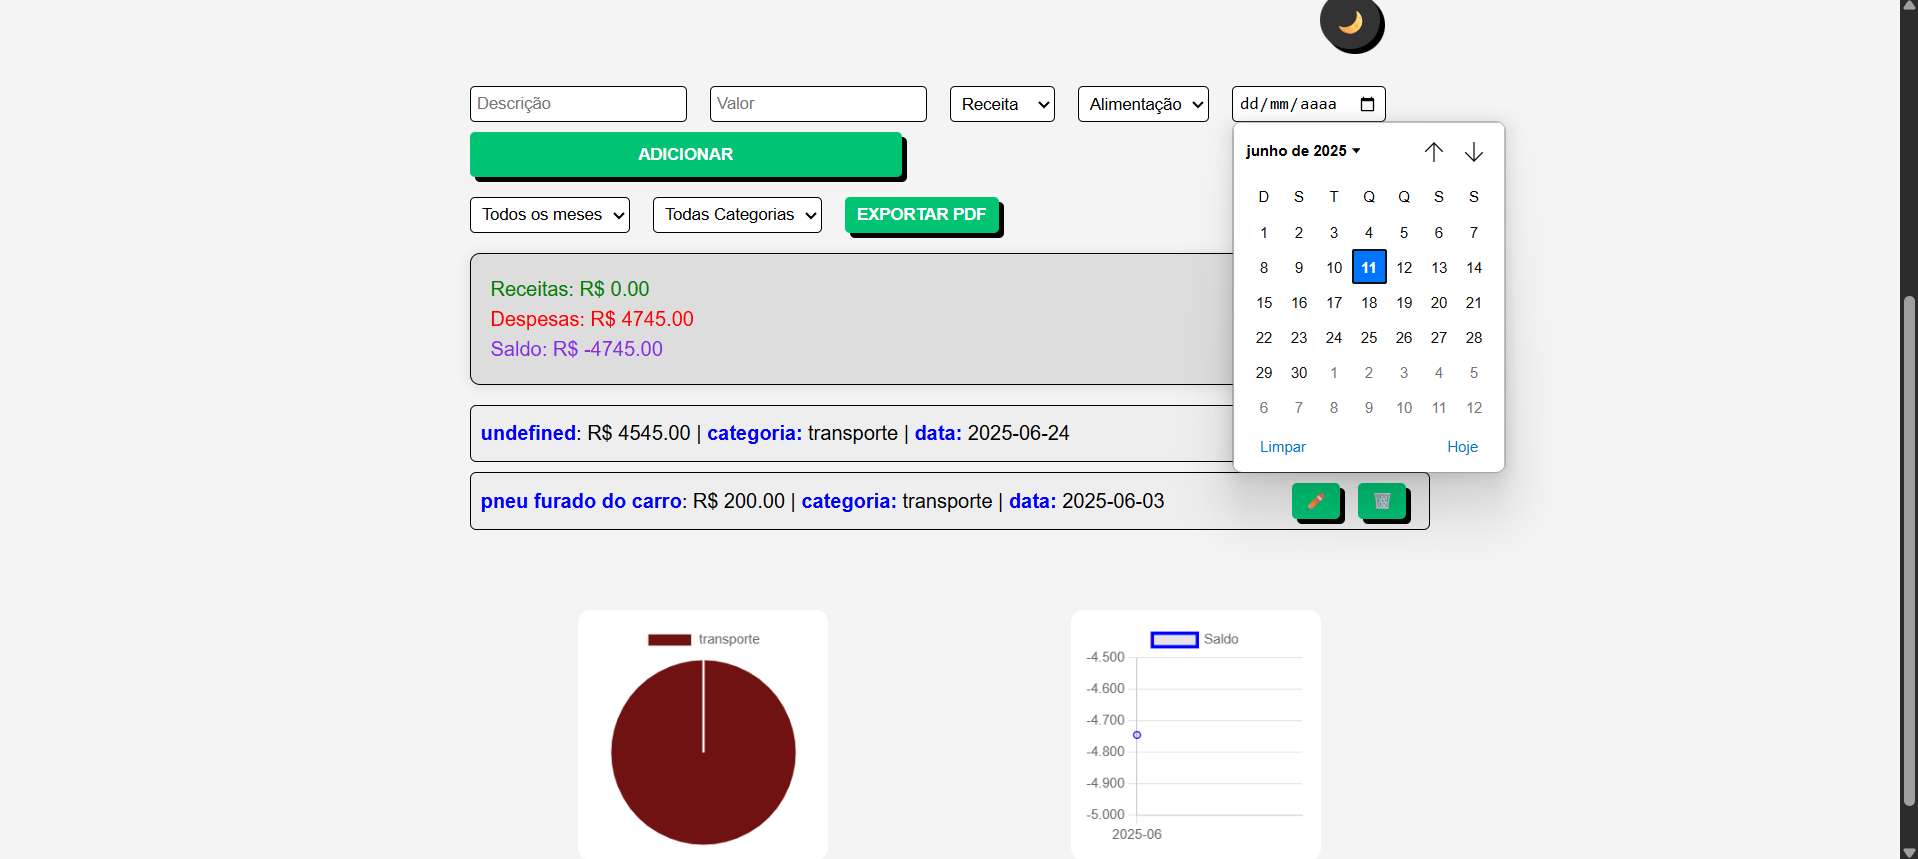 Descrição Valor Receita Alimentação dd/mm/aaaa
ADICIONAR
junho de 2025
D S T Q Q S S
1 2 3 4 5 6 7
8 9 10 11 12 13 14
15 16 17 18 19 20 21
22 23 24 25 26 27 28
29 30 1 2 3 4 5
6 7 8 9 10 11 12
Limpar Hoje
Todos os meses Todas Categorias EXPORTAR PDF
Receitas: R$ 0.00
Despesas: R$ 4745.00
Saldo: R$ -4745.00
undefined: R$ 4545.00 | categoria: transporte | data: 2025-06-24
pneu furado do carro: R$ 200.00 | categoria: transporte | data: 2025-06-03
transporte
Saldo
-4.500
-4.600
-4.700
-4.800
-4.900
-5.000
2025-06